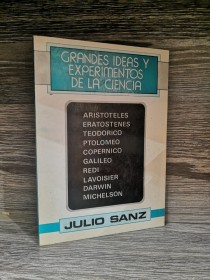 GRANDES IDEAS Y
EXPERIMENTOS
DE LA CIENCIA
ARISTOTELES
ERATOSTENES
TEODORICO
PTOLOMEO
COPERNICO
GALILEO
REDI
LAVOISIER
DARWIN
MICHELSON
JULIO SANZ